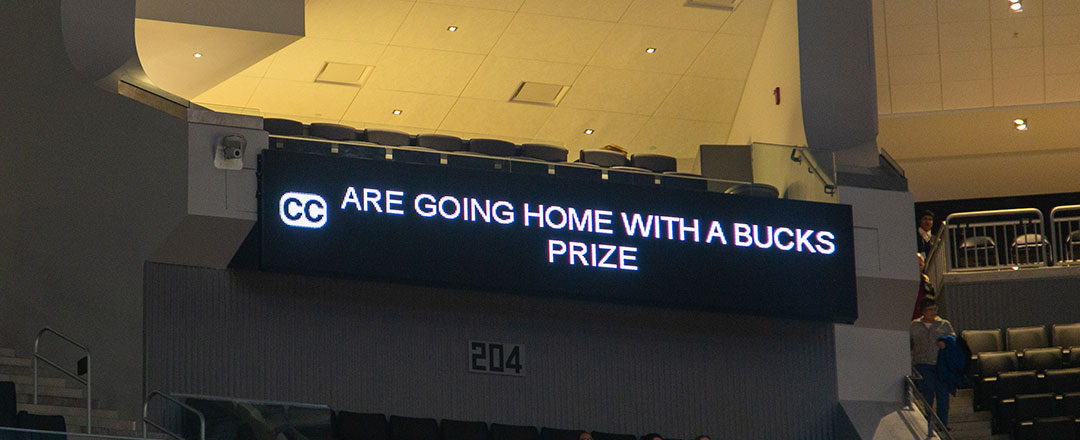 CC ARE GOING HOME WITH A BUCKS
PRIZE
204